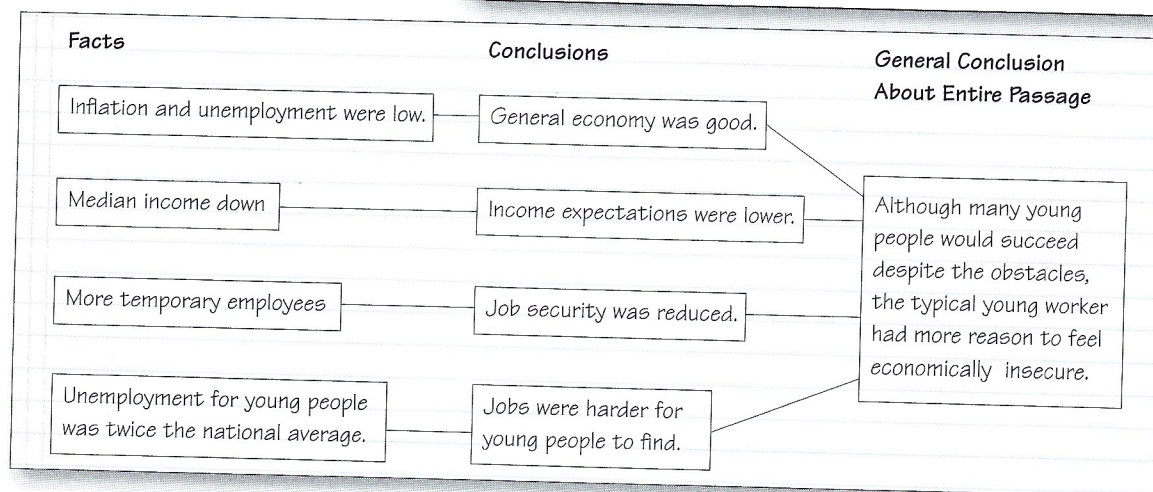 Facts
Conclusions
General Conclusion
About Entire Passage
Inflation and unemployment were low.
General economy was good.
Median income down
Income expectations were lower.
More temporary employees
Job security was reduced.
Unemployment for young people
was twice the national average.
Jobs were harder for
young people to find.
Although many young
people would succeed
despite the obstacles,
the typical young worker
had more reason to feel
economically insecure.